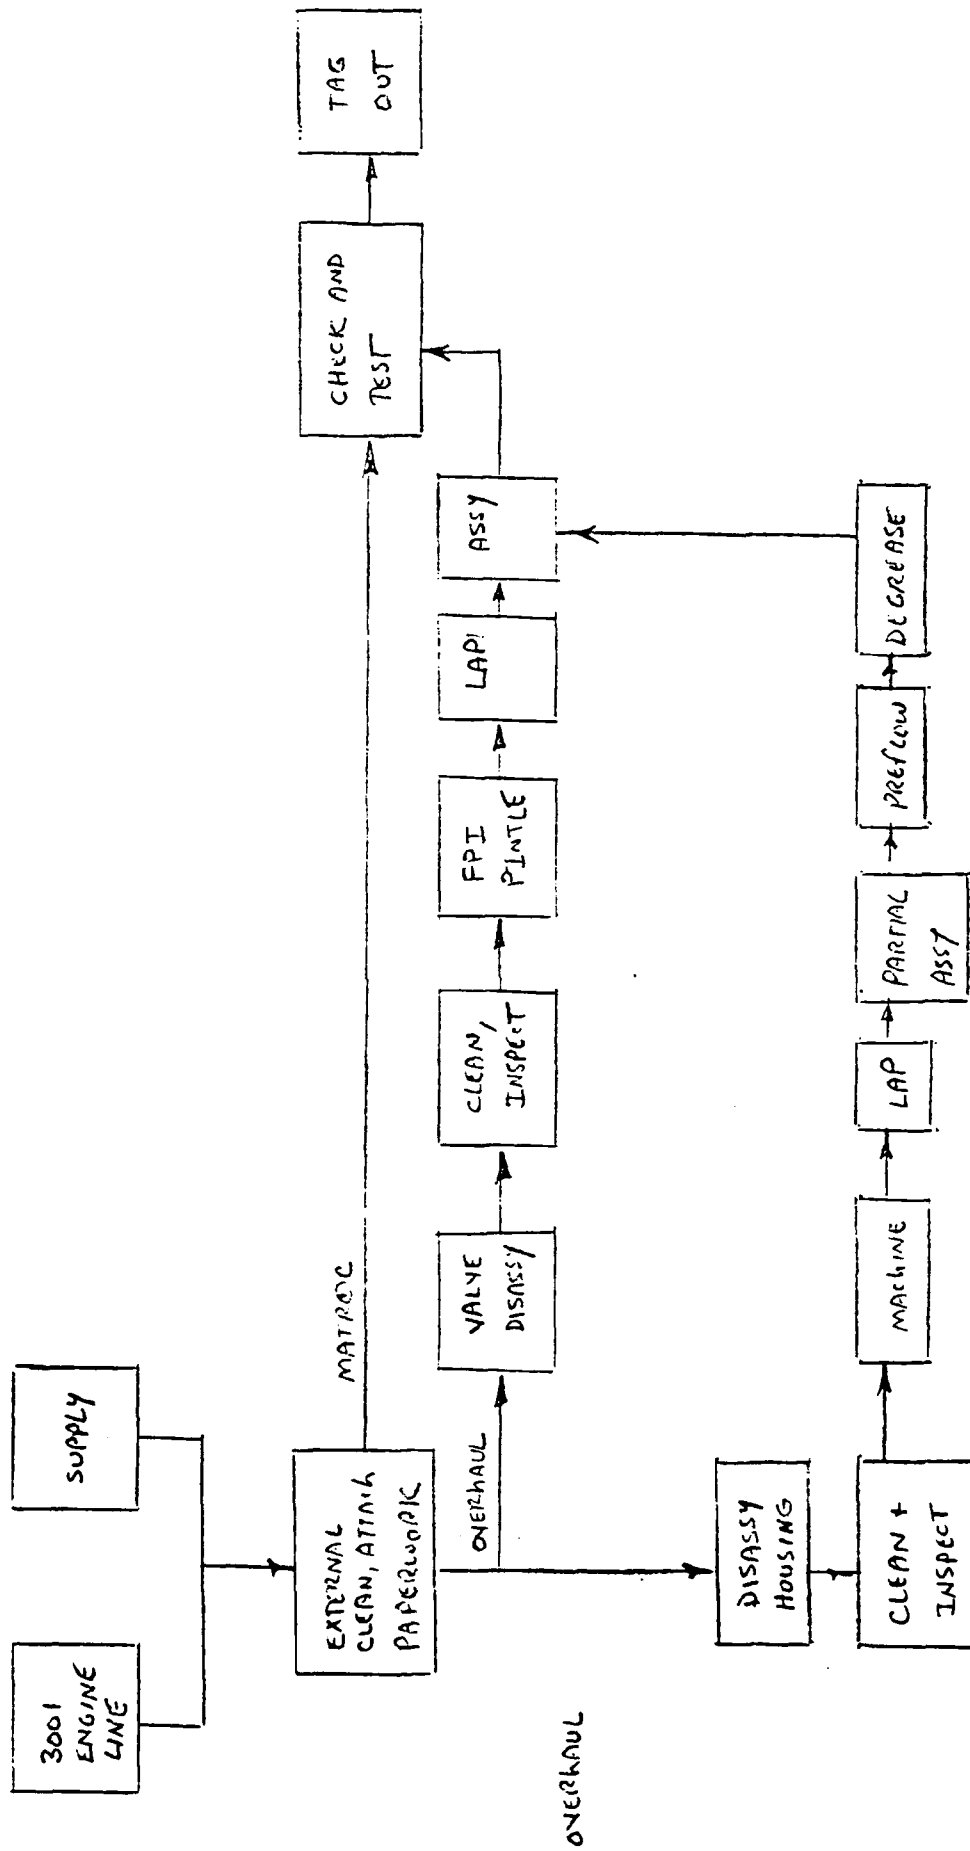 3001
ENGINE
LINE
SUPPLY
EXTERNAL
CLEAN, ATTACH
PAPERWORK
MATROC
CHECK AND
TEST
TAG
OUT
OVERHAUL
VALVE
DISASSY
CLEAN,
INSPECT
FPI
PINTLE
LAP
ASSY
OVERHAUL
DISASSY
HOUSING
CLEAN +
INSPECT
MACHINE
LAP
PARTIAL
ASSY
PREFLOW
DEGREASE